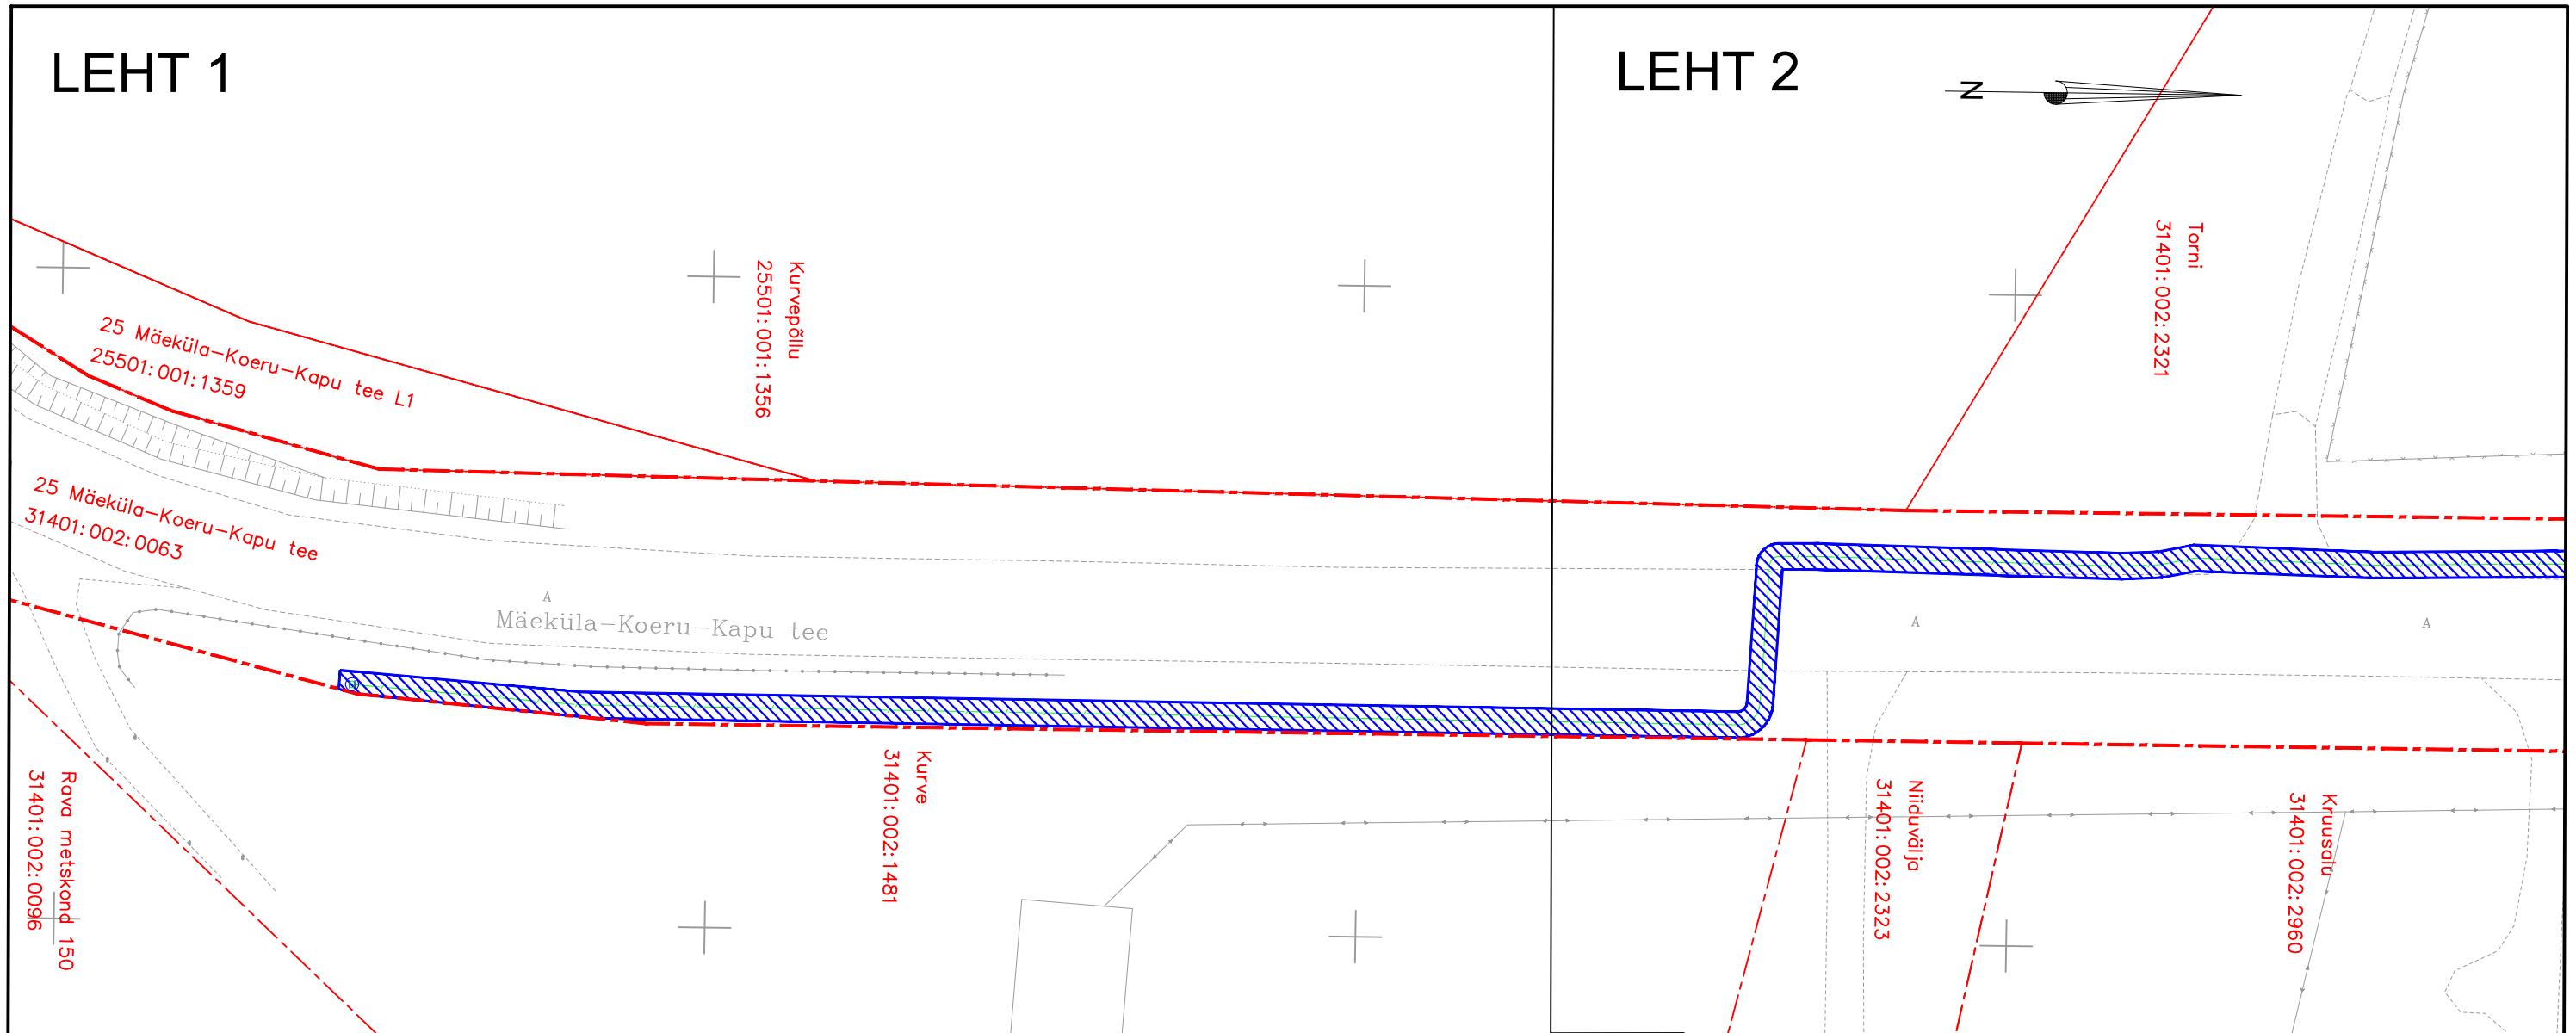 LEHT 1
LEHT 2
N
Torni
31401:002:2321
Kurvepõllu
25501:001:1356
25 Mäeküla-Koeru-Kapu tee L1
25501:001:1359
25 Mäeküla-Koeru-Kapu tee
31401:002:0063
A
Mäeküla-Koeru-Kapu tee
A
A
Rava metskond 150
31401:002:0096
Kurve
31401:002:1481
Niiduvälja
31401:002:2323
Kruusalu
31401:002:2960